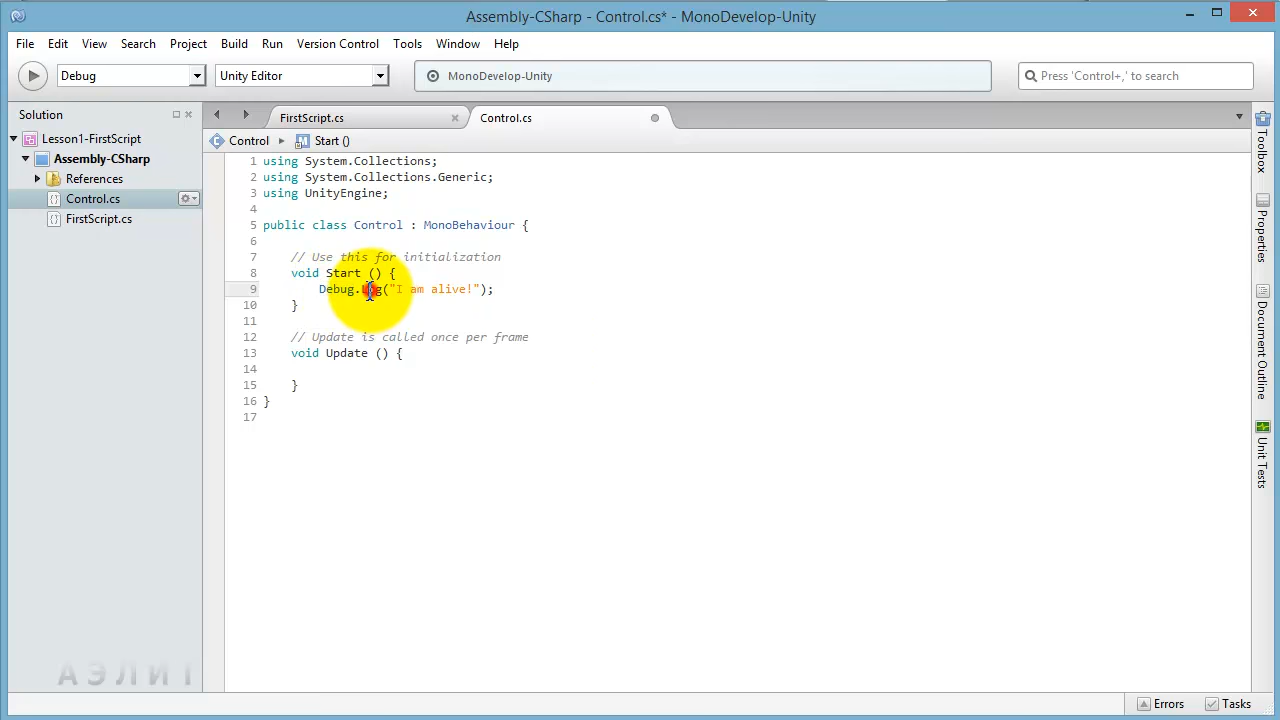 Assembly-CSharp - Control.cs* - MonoDevelop-Unity
File Edit View Search Project Build Run Version Control Tools Window Help
Debug Unity Editor MonoDevelop-Unity Press 'Control+,' to search
Solution
Lesson1-FirstScript
Assembly-CSharp
References
Control.cs
FirstScript.cs
FirstScript.cs Control.cs
Control Start ()
1 using System.Collections;
2 using System.Collections.Generic;
3 using UnityEngine;
4
5 public class Control : MonoBehaviour {
6
7 // Use this for initialization
8 void Start () {
9 Debug.Log("I am alive!");
10 }
11
12 // Update is called once per frame
13 void Update () {
14
15 }
16 }
17
Toolbox
Properties
Document Outline
Unit Tests
Errors Tasks